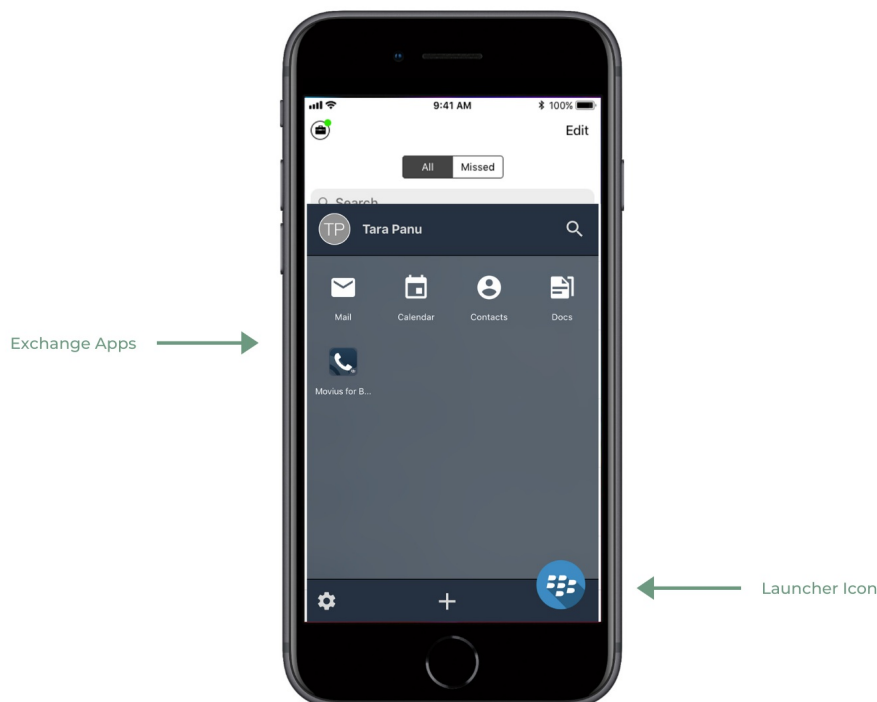 9:41 AM
100%
Edit
All Missed
Search
TP Tara Panu
Mail Calendar Contacts Docs
Exchange Apps
Movius for B...
Launcher Icon